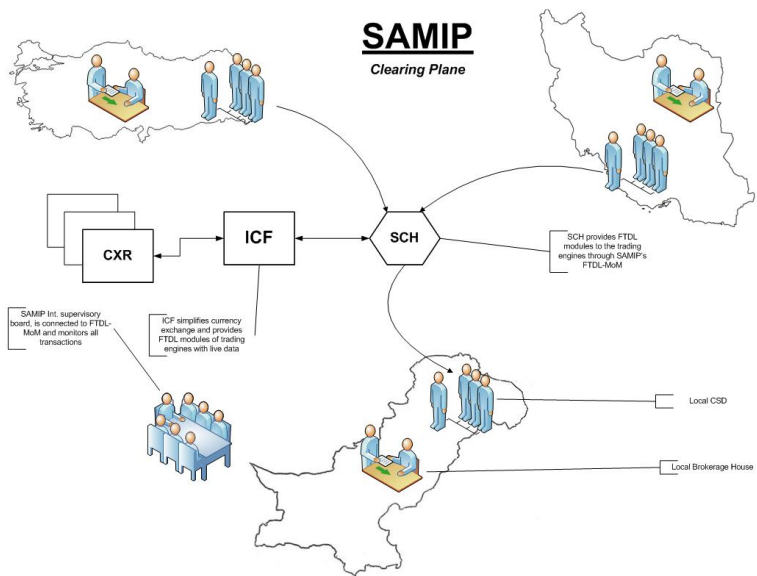 SAMIP
Clearing Plane
ICF
SCH
CXR
SCH provides FTDL
modules to the trading
engines through SAMIP's
FTDL-MoM
SAMIP Int. supervisory
board, is connected to FTDL-
MoM and monitors all
transactions
ICF simplifies currency
exchange and provides
FTDL modules of trading
engines with live data
Local CSD
Local Brokerage House